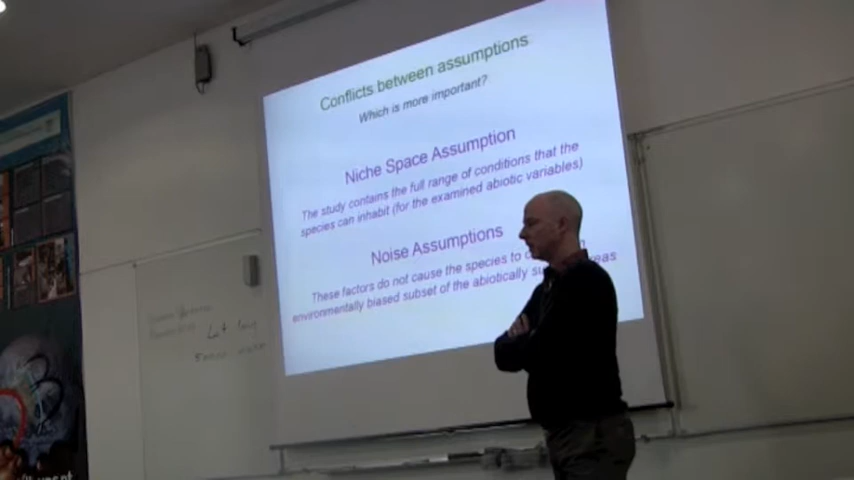 Conflicts between assumptions
Which is more important?
Niche Space Assumption
The study contains the full range of conditions that the
species can inhabit (for the examined abiotic variables)
Noise Assumptions
These factors do not cause the species to
environmentally biased subset of the abiotically
Lat long